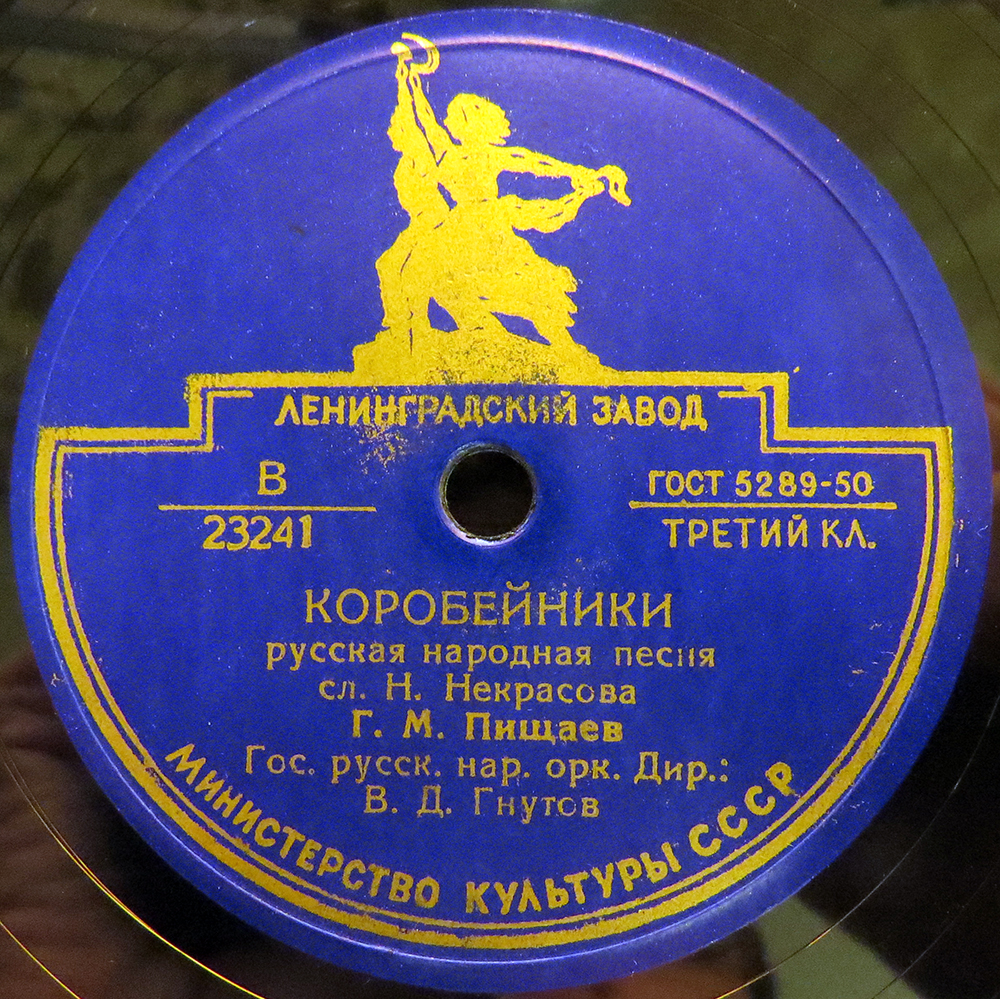 ЛЕНИНГРАДСКИЙ ЗАВОД
В
23241
ГОСТ 5289-50
ТРЕТИЙ КЛ.
КОРОБЕЙНИКИ
русская народная песня
сл. Н. Некрасова
Г. М. Пищаев
Гос. русск. нар. орк. Дир.:
В. Д. Гнутов
МИНИСТЕРСТВО КУЛЬТУРЫ СССР